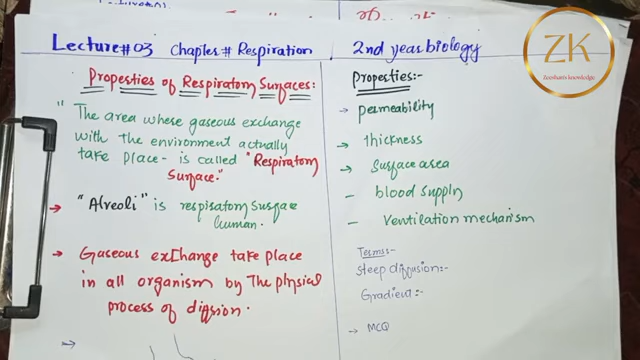 Lecture#03 Chapter# Respiration
2nd year biology
ZK
Zeeshan's knowledge
Properties of Respiratory Surfaces:
"The area where gaseous exchange
with the environment actually
take place - is called "Respiratory
Surface."
→ "Alveoli" is respiratory surface
human.
→ Gaseous exchange take place
in all organism by The physical
process of diffusion.
→
Properties:-
→ permeability
→ thickness
→ Surface area
- blood supply
- Ventilation mechanism
Terms:-
Steep diffusion:-
Gradient:-
→ MCQ